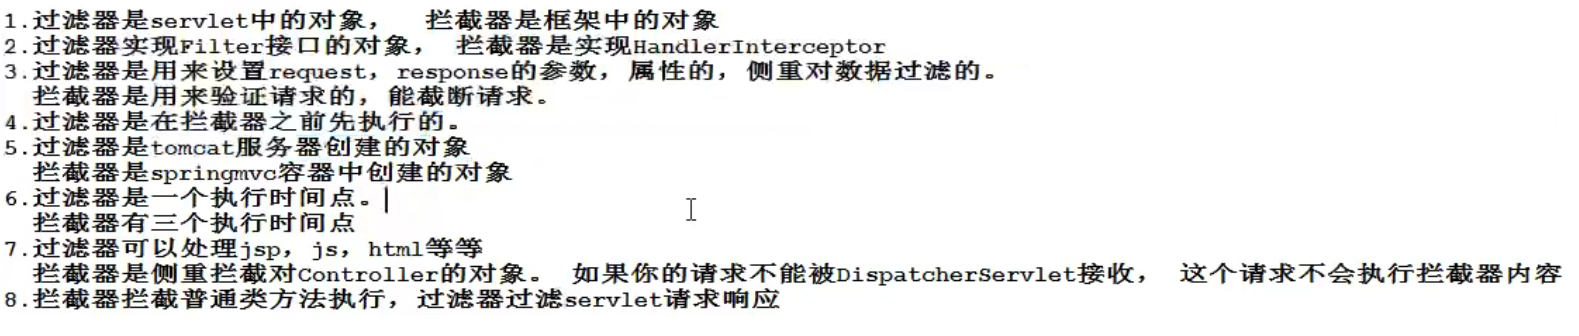 1.过滤器是servlet中的对象， 拦截器是框架中的对象
2.过滤器实现Filter接口的对象， 拦截器是实现HandlerInterceptor
3.过滤器是用来设置request，response的参数，属性的，侧重对数据过滤的。
拦截器是用来验证请求的，能截断请求。
4.过滤器是在拦截器之前先执行的。
5.过滤器是tomcat服务器创建的对象
拦截器是springmvc容器中创建的对象
6.过滤器是一个执行时间点。
拦截器有三个执行时间点
7.过滤器可以处理jsp，js，html等等
拦截器是侧重拦截对Controller的对象。 如果你的请求不能被DispatcherServlet接收， 这个请求不会执行拦截器内容
8.拦截器拦截普通类方法执行，过滤器过滤servlet请求响应